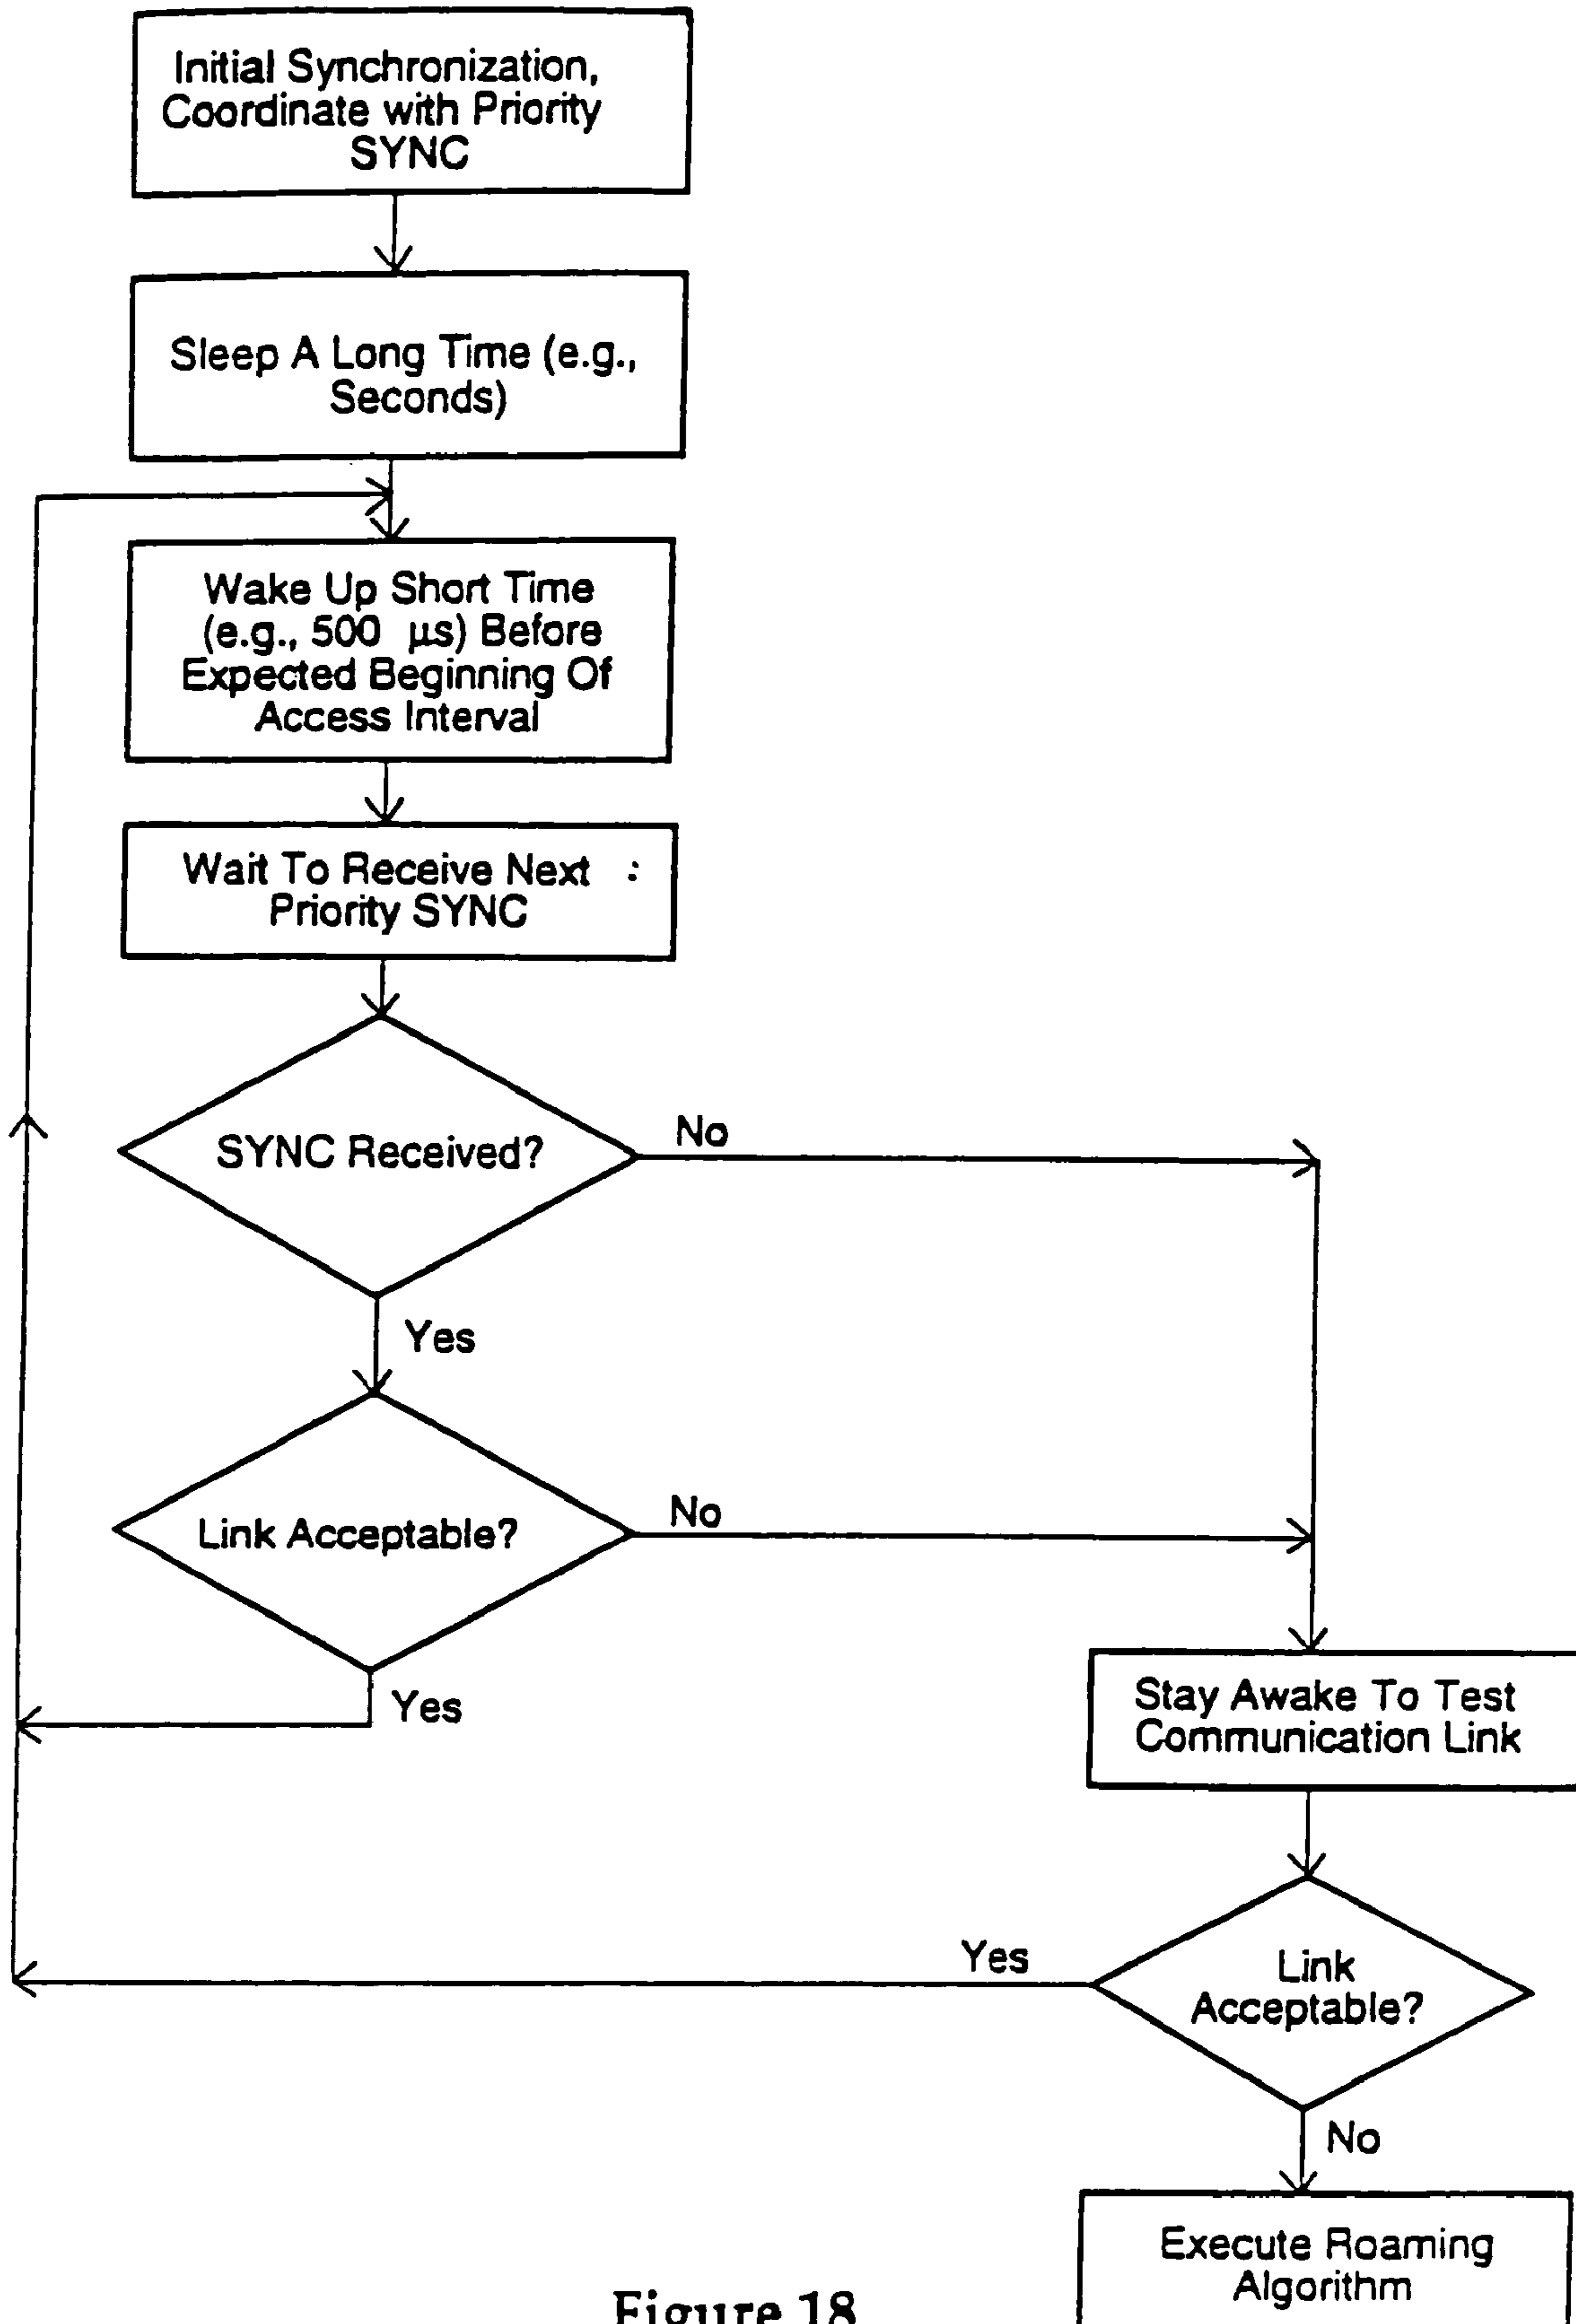 Initial Synchronization,
Coordinate with Priority
SYNC
Sleep A Long Time (e.g.,
Seconds)
Wake Up Short Time
(e.g., 500 µs) Before
Expected Beginning Of
Access Interval
Wait To Receive Next :
Priority SYNC
SYNC Received?
No
Yes
Link Acceptable?
No
Yes
Stay Awake To Test
Communication Link
Link
Acceptable?
Yes
No
Execute Roaming
Algorithm
Figure 18